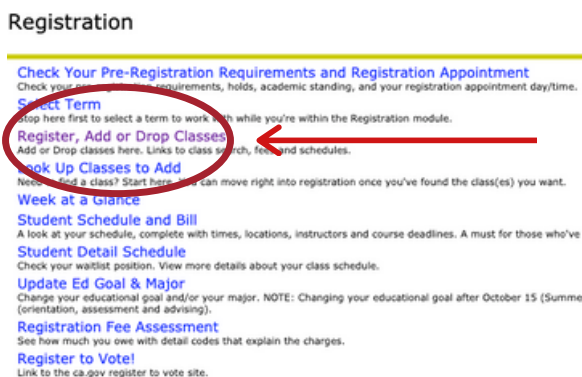 Registration
Check Your Pre-Registration Requirements and Registration Appointment
Check your pre-registration requirements, holds, academic standing, and your registration appointment day/time.
Select Term
Stop here first to select a term to work with while you're within the Registration module.
Register, Add or Drop Classes
Add or Drop classes here. Links to class search, fees and schedules.
Look Up Classes to Add
Need to find a class? Start here. You can move right into registration once you've found the class(es) you want.
Week at a Glance
Student Schedule and Bill
A look at your schedule, complete with times, locations, instructors and course deadlines. A must for those who've
Student Detail Schedule
Check your waitlist position. View more details about your class schedule.
Update Ed Goal & Major
Change your educational goal and/or your major. NOTE: Changing your educational goal after October 15 (Summe
(orientation, assessment and advising).
Registration Fee Assessment
See how much you owe with detail codes that explain the charges.
Register to Vote!
Link to the ca.gov register to vote site.